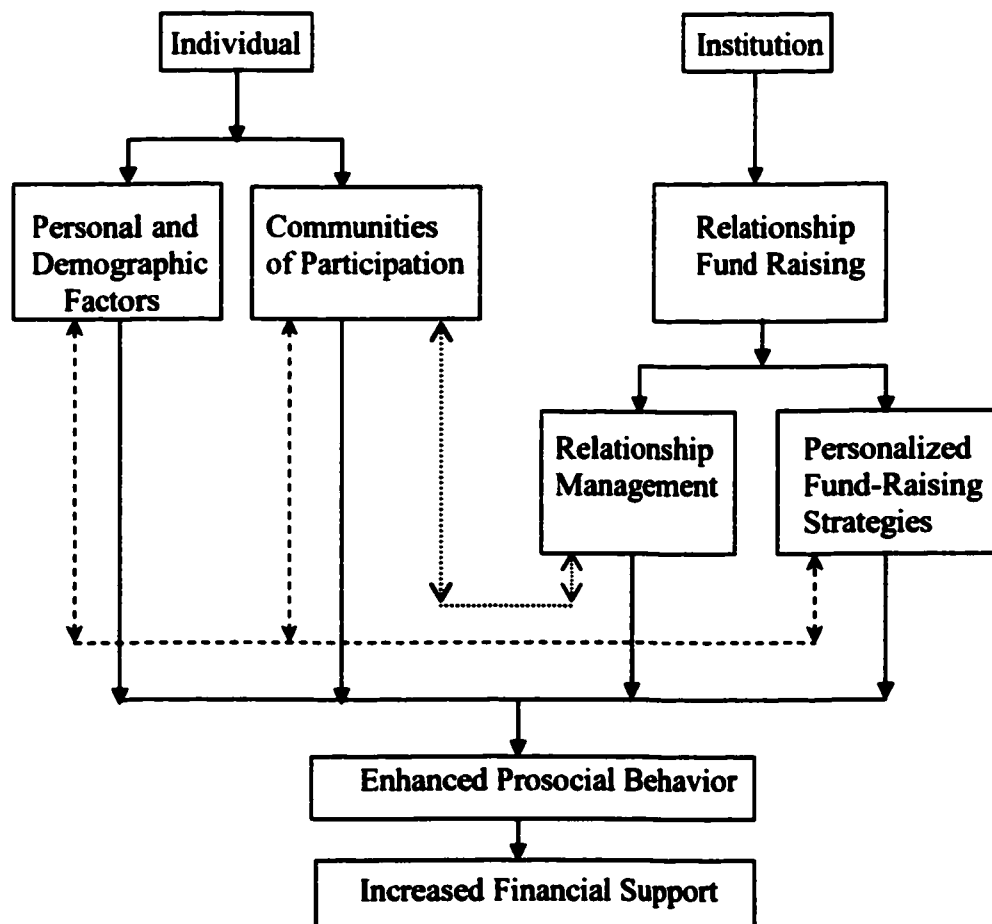 Individual
Institution
Personal and
Demographic
Factors
Communities
of Participation
Relationship
Fund Raising
Relationship
Management
Personalized
Fund-Raising
Strategies
Enhanced Prosocial Behavior
Increased Financial Support